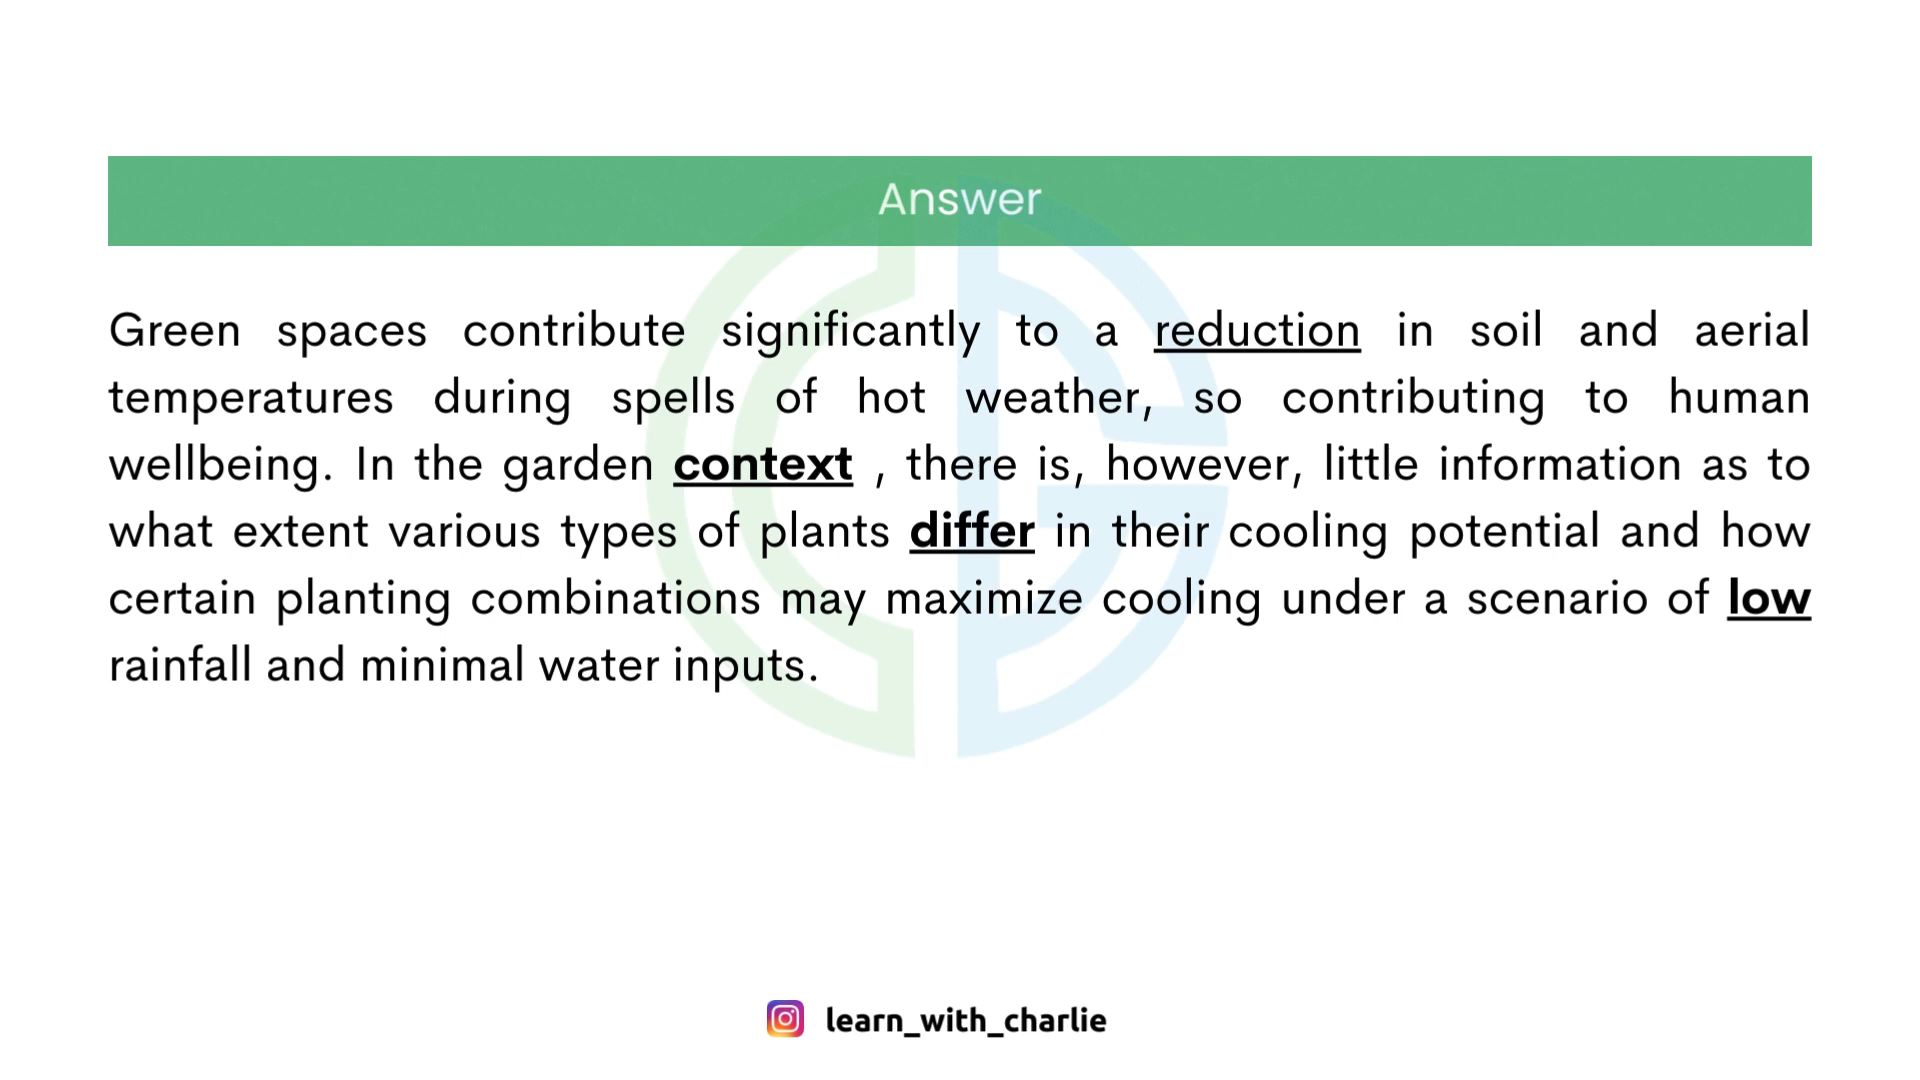 Answer
Green spaces contribute significantly to a reduction in soil and aerial
temperatures during spells of hot weather, so contributing to human
wellbeing. In the garden context , there is, however, little information as to
what extent various types of plants differ in their cooling potential and how
certain planting combinations may maximize cooling under a scenario of low
rainfall and minimal water inputs.
learn_with_charlie